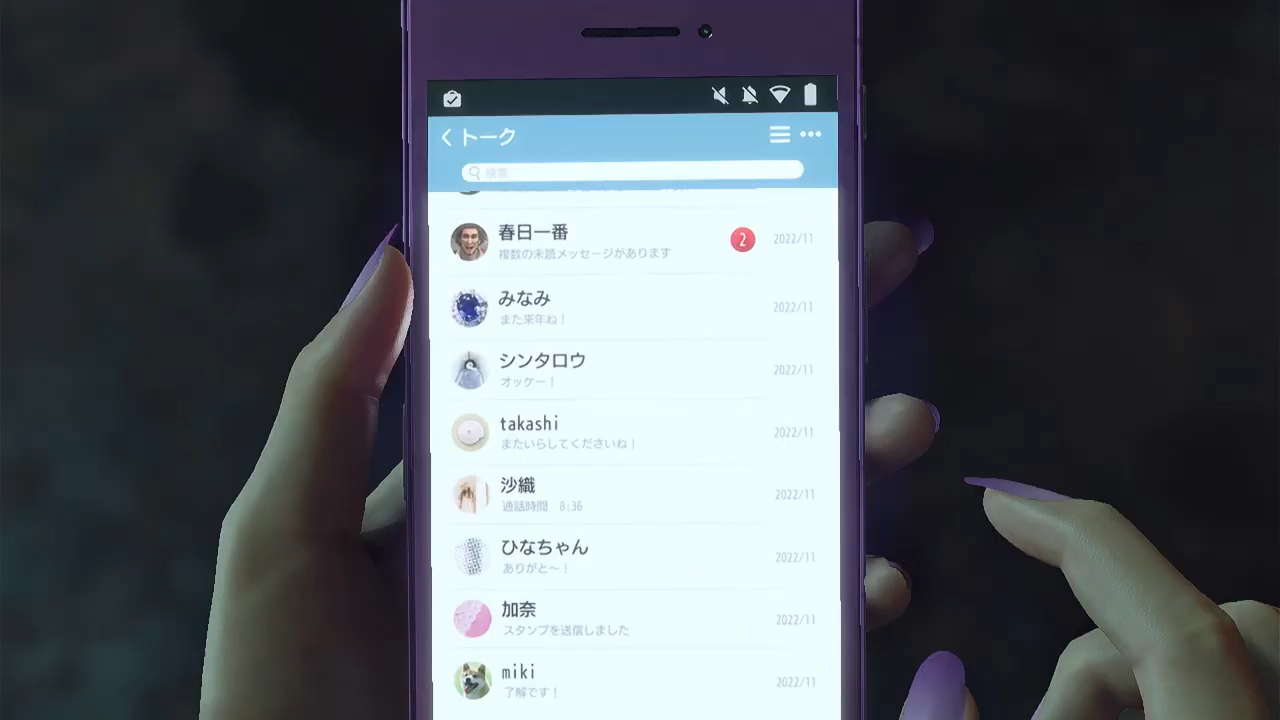 トーク
検索
春日一番
複数の未読メッセージがあります
2
2022/11
みなみ
また来年ね！
2022/11
シンタロウ
オッケー！
2022/11
takashi
またいらしてくださいね！
2022/11
沙織
通話時間 8:36
2022/11
ひなちゃん
ありがと〜！
2022/11
加奈
スタンプを送信しました
2022/11
miki
了解です！
2022/11